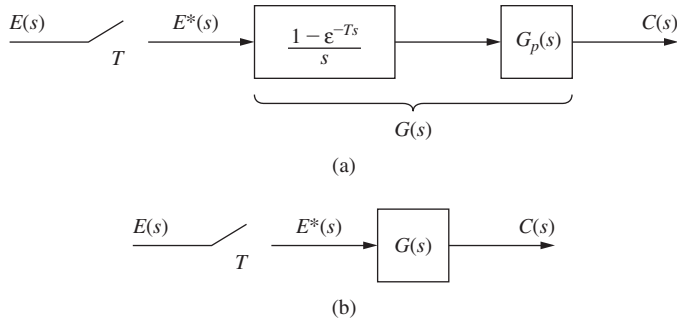 E(s) T E*(s) 1 − ε^{−Ts} / s G_p(s) C(s)
G(s)
(a)
E(s) T E*(s) G(s) C(s)
(b)